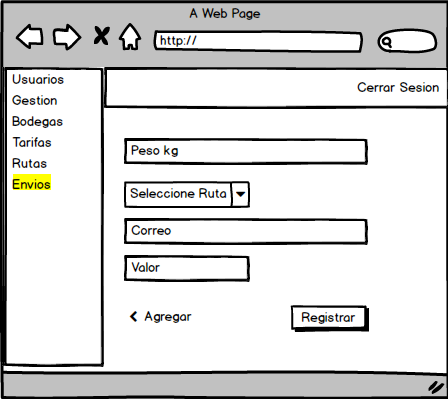 A Web Page
http://
Cerrar Sesion
Usuarios
Gestion
Bodegas
Tarifas
Rutas
Envios
Peso kg
Seleccione Ruta
Correo
Valor
Agregar
Registrar